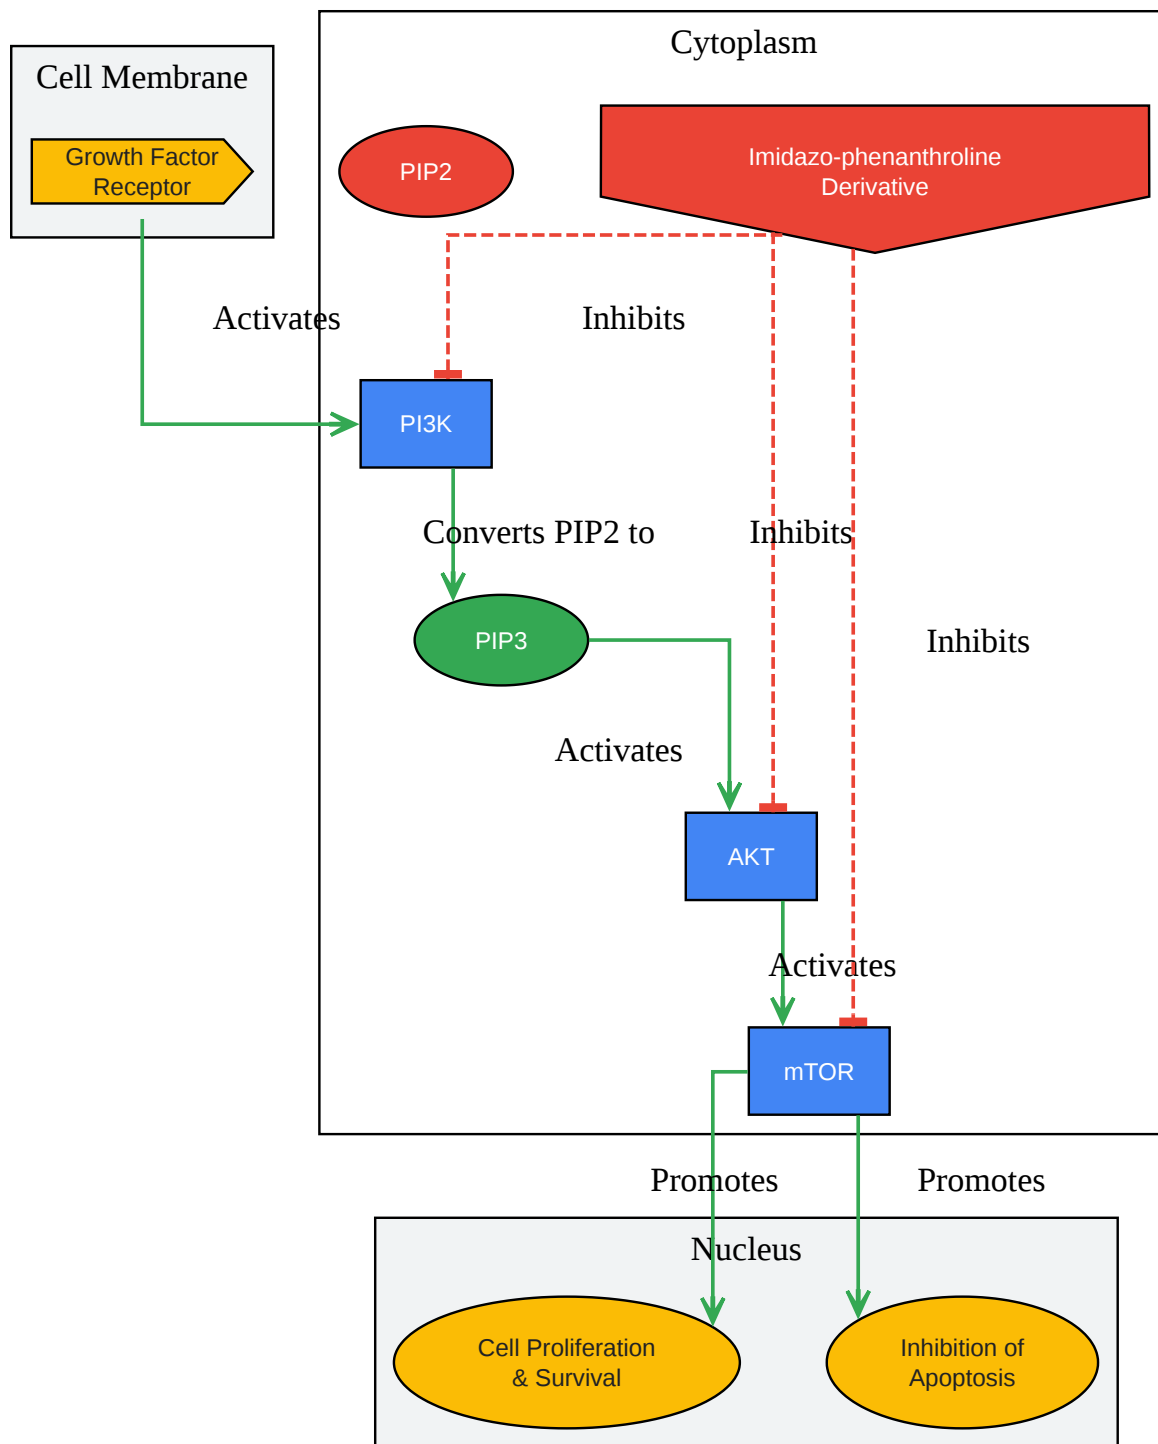 Cytoplasm
Cell Membrane
Growth Factor
Receptor
PIP2
Imidazo-phenanthroline
Derivative
Activates
Inhibits
PI3K
Converts PIP2 to
Inhibits
PIP3
Inhibits
Activates
AKT
Activates
mTOR
Promotes
Promotes
Nucleus
Cell Proliferation
& Survival
Inhibition of
Apoptosis